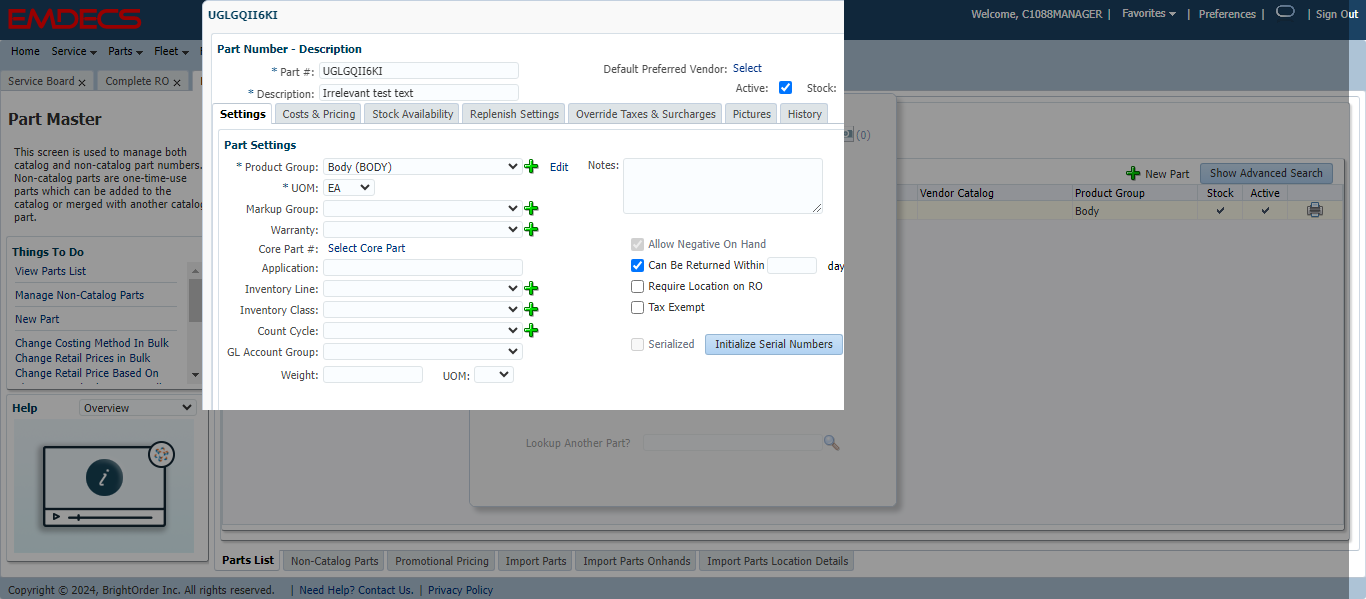 EMDECS
Welcome, C1088MANAGER | Favorites | Preferences | | Sign Out
Home Service Parts Fleet
Service Board x Complete RO x
Part Master
This screen is used to manage both
catalog and non-catalog part numbers.
Non-catalog parts are one-time-use
parts which can be added to the
catalog or merged with another catalog
part.
Things To Do
View Parts List
Manage Non-Catalog Parts
New Part
Change Costing Method In Bulk
Change Retail Prices in Bulk
Change Retail Price Based On
Help Overview
UGLGQII6KI
Part Number - Description
* Part #: UGLGQII6KI
Default Preferred Vendor: Select
Active: Stock:
* Description: Irrelevant test text
Settings Costs & Pricing Stock Availability Replenish Settings Override Taxes & Surcharges Pictures History
Part Settings
* Product Group: Body (BODY) Edit Notes:
* UOM: EA
Markup Group:
Warranty:
Core Part #: Select Core Part
Allow Negative On Hand
Application:
Can Be Returned Within day
Inventory Line:
Require Location on RO
Inventory Class:
Tax Exempt
Count Cycle:
GL Account Group:
Serialized Initialize Serial Numbers
Weight: UOM:
(0)
New Part Show Advanced Search
Vendor Catalog Product Group Stock Active
Body
Lookup Another Part?
Parts List Non-Catalog Parts Promotional Pricing Import Parts Import Parts Onhands Import Parts Location Details
Copyright © 2024, BrightOrder Inc. All rights reserved. | Need Help? Contact Us. | Privacy Policy